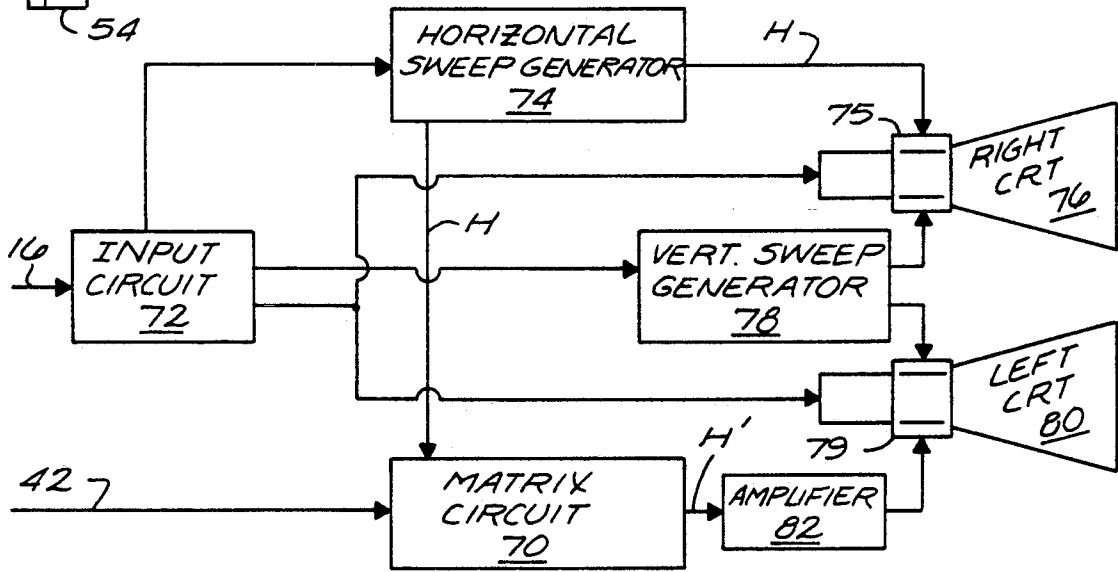 54
HORIZONTAL
SWEEP GENERATOR
74
H
75
RIGHT
CRT
76
H
16
INPUT
CIRCUIT
72
VERT. SWEEP
GENERATOR
78
LEFT
CRT
80
79
42
MATRIX
CIRCUIT
70
H'
AMPLIFIER
82